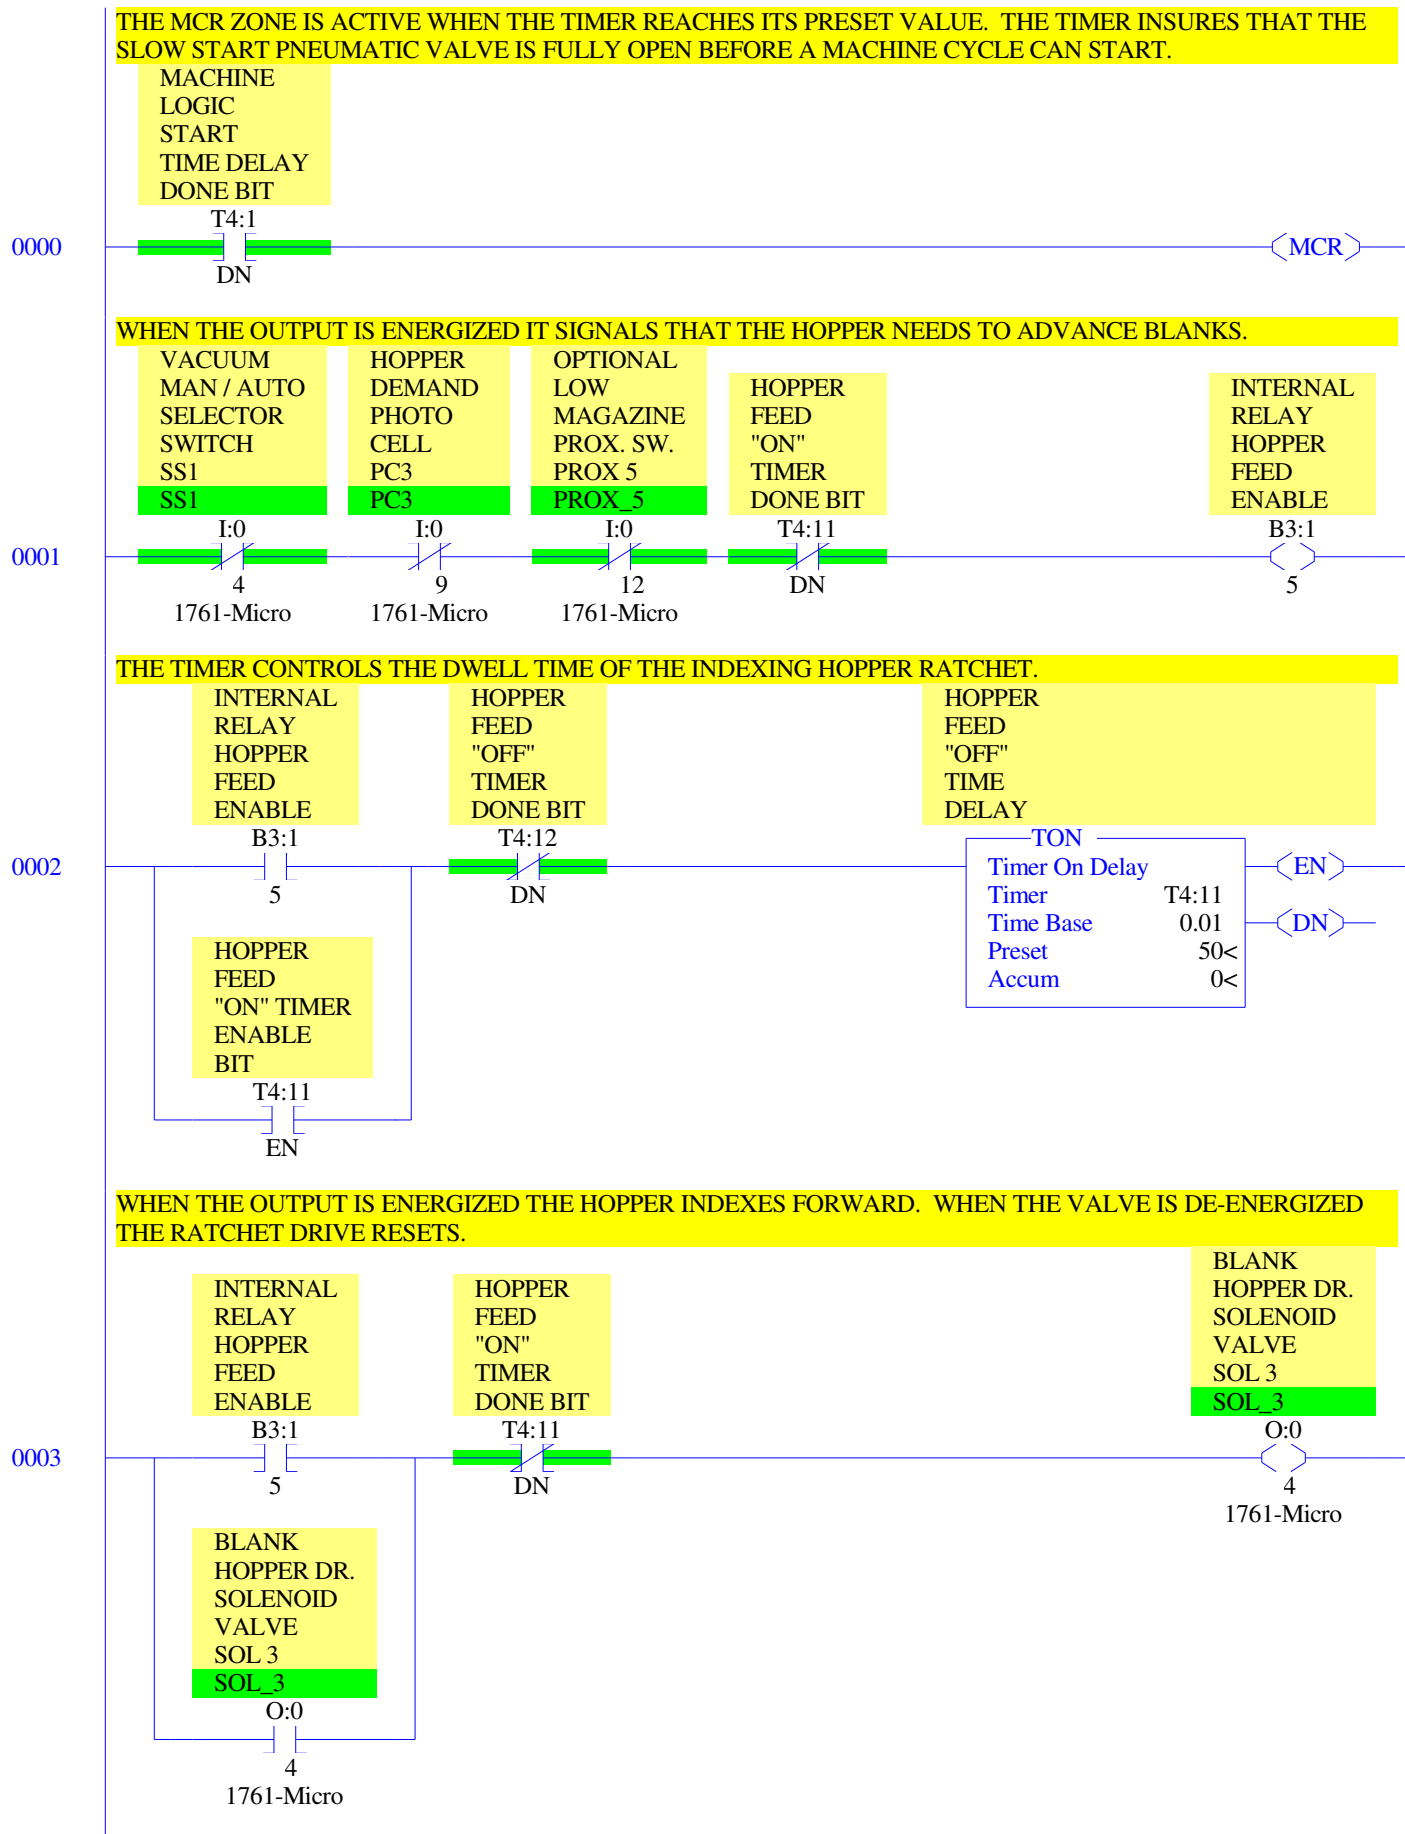 THE MCR ZONE IS ACTIVE WHEN THE TIMER REACHES ITS PRESET VALUE.  THE TIMER INSURES THAT THE
SLOW START PNEUMATIC VALVE IS FULLY OPEN BEFORE A MACHINE CYCLE CAN START.
MACHINE
LOGIC
START
TIME DELAY
DONE BIT
T4:1
0000
MCR
DN
WHEN THE OUTPUT IS ENERGIZED IT SIGNALS THAT THE HOPPER NEEDS TO ADVANCE BLANKS.
VACUUM
MAN / AUTO
SELECTOR
SWITCH
SS1
SS1
I:0
4
1761-Micro
HOPPER
DEMAND
PHOTO
CELL
PC3
PC3
I:0
9
1761-Micro
OPTIONAL
LOW
MAGAZINE
PROX. SW.
PROX 5
PROX_5
I:0
12
1761-Micro
HOPPER
FEED
"ON"
TIMER
DONE BIT
T4:11
DN
INTERNAL
RELAY
HOPPER
FEED
ENABLE
B3:1
5
0001
THE TIMER CONTROLS THE DWELL TIME OF THE INDEXING HOPPER RATCHET.
INTERNAL
RELAY
HOPPER
FEED
ENABLE
B3:1
5
HOPPER
FEED
"OFF"
TIMER
DONE BIT
T4:12
DN
HOPPER
FEED
"OFF"
TIME
DELAY
TON
Timer On Delay
Timer T4:11
Time Base 0.01
Preset 50<
Accum 0<
EN
DN
0002
HOPPER
FEED
"ON" TIMER
ENABLE
BIT
T4:11
EN
WHEN THE OUTPUT IS ENERGIZED THE HOPPER INDEXES FORWARD.  WHEN THE VALVE IS DE-ENERGIZED
THE RATCHET DRIVE RESETS.
INTERNAL
RELAY
HOPPER
FEED
ENABLE
B3:1
5
HOPPER
FEED
"ON"
TIMER
DONE BIT
T4:11
DN
BLANK
HOPPER DR.
SOLENOID
VALVE
SOL 3
SOL_3
O:0
4
1761-Micro
0003
BLANK
HOPPER DR.
SOLENOID
VALVE
SOL 3
SOL_3
O:0
4
1761-Micro